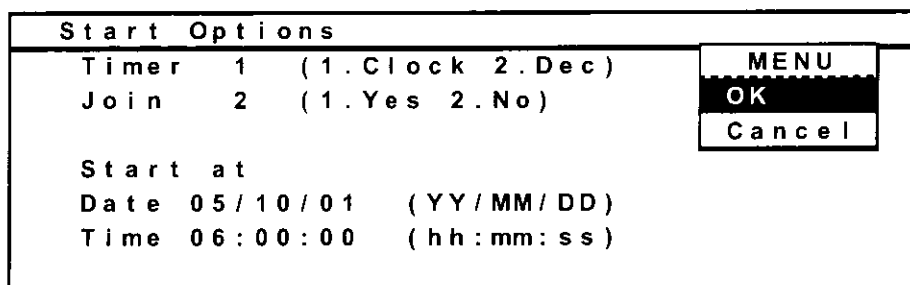 Start Options
Timer 1 (1.Clock 2.Dec)
Join 2 (1.Yes 2.No)
Start at
Date 05/10/01 (YY/MM/DD)
Time 06:00:00 (hh:mm:ss)
MENU
OK
Cancel